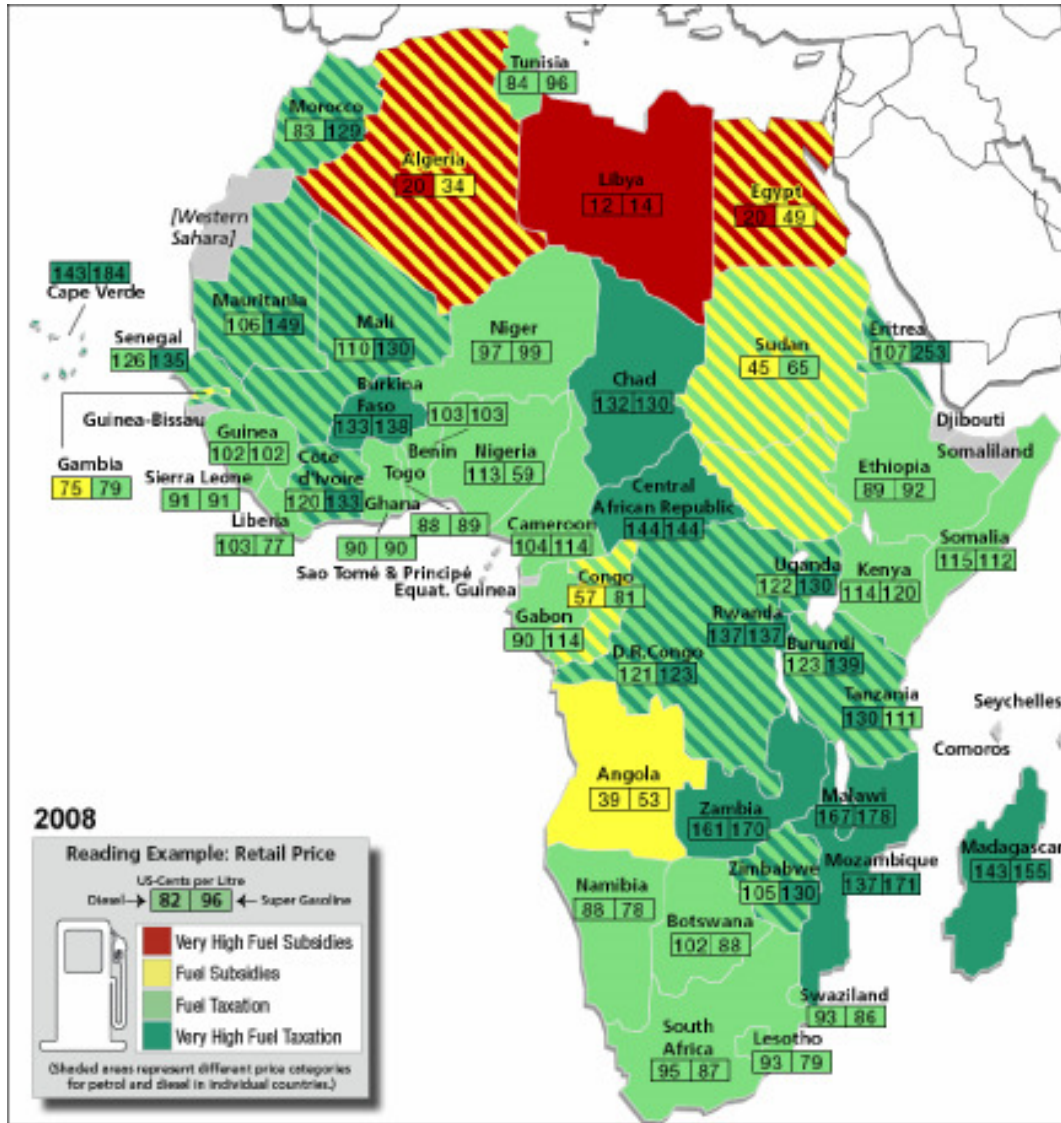 Tunisia
84 96
Morocco
83 129
Algeria
20 34
Libya
12 14
Egypt
20 49
[Western
Sahara]
143 184
Cape Verde
Mauritania
106 149
Mali
110 130
Niger
97 99
Chad
132 130
Sudan
45 65
Eritrea
107 253
Senegal
126 135
Burkina
Faso
133 138
103 103
Benin
Guinea-Bissau
Guinea
102 102
Gambia
75 79
Sierra Leone
91 91
Côte
d'Ivoire
120 133
Togo
Ghana
Nigeria
113 59
Djibouti
Somaliland
Ethiopia
89 92
Central
African Republic
144 144
Liberia
103 77
88 89
90 90
Cameroon
104 114
Sao Tomé & Principé
Equat. Guinea
Somalia
115 112
Congo
57 81
Uganda
122 130
Kenya
114 120
Gabon
90 114
D.R.Congo
121 123
Rwanda
137 137
Burundi
123 139
Tanzania
130 111
Seychelles
Comoros
Angola
39 53
Zambia
161 170
Malawi
167 178
Zimbabwe
105 130
Mozambique
137 171
Madagascar
143 155
Namibia
88 78
Botswana
102 88
Swaziland
93 86
South
Africa
95 87
Lesotho
93 79
2008
Reading Example: Retail Price
US-Cents per Litre
Diesel 82 96 Super Gasoline
Very High Fuel Subsidies
Fuel Subsidies
Fuel Taxation
Very High Fuel Taxation
(Shaded areas represent different price categories
for petrol and diesel in individual countries.)